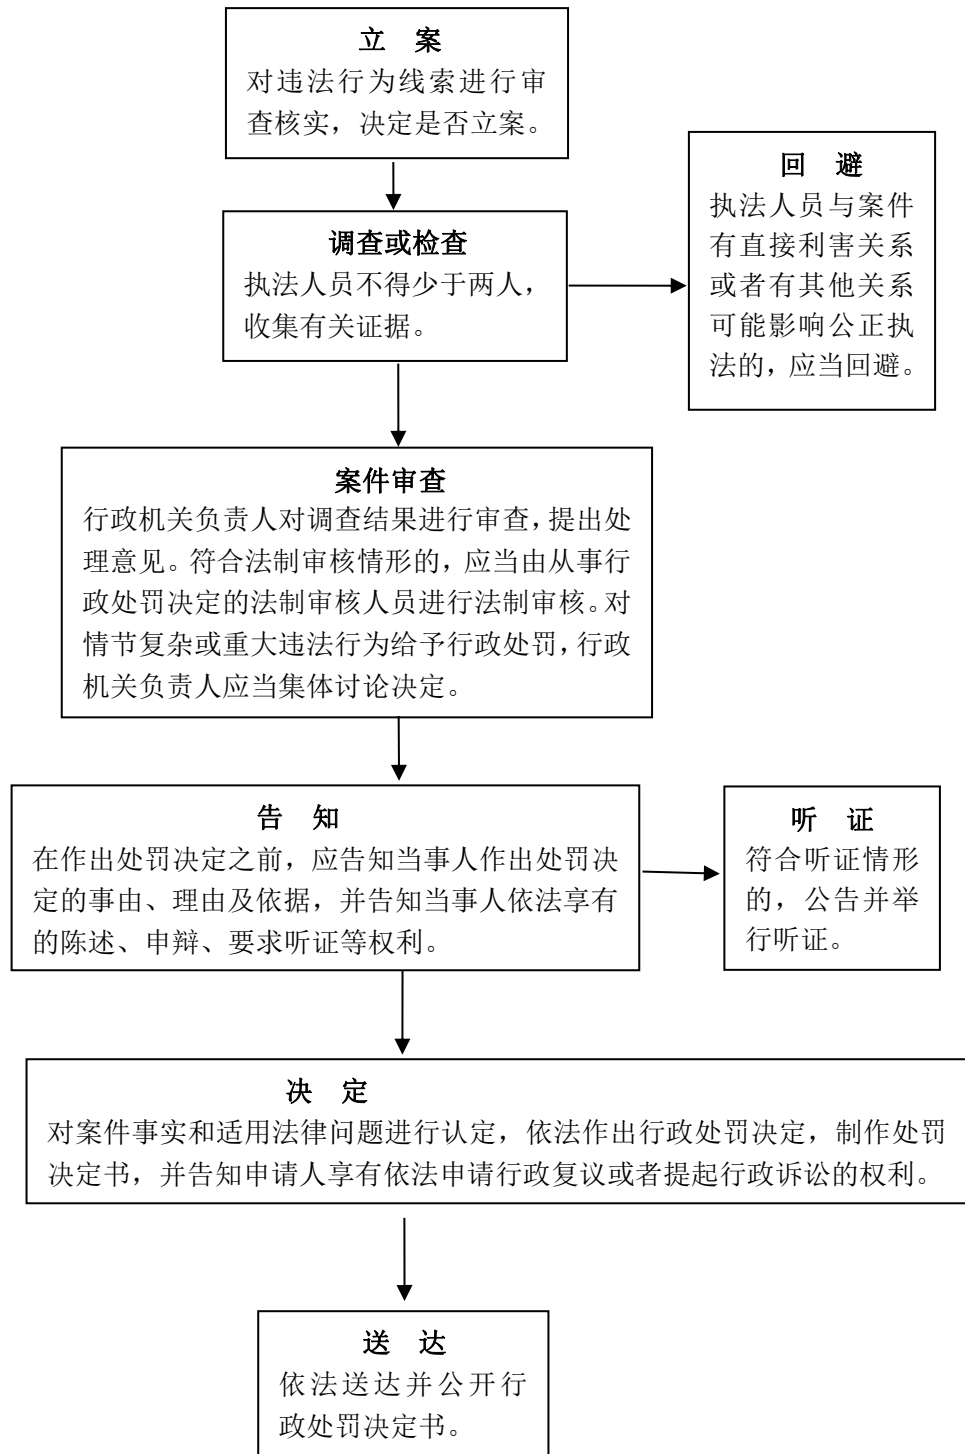 立 案
对违法行为线索进行审
查核实，决定是否立案。
回 避
执法人员与案件
有直接利害关系
或者有其他关系
可能影响公正执
法的，应当回避。
调查或检查
执法人员不得少于两人，
收集有关证据。
案件审查
行政机关负责人对调查结果进行审查，提出处
理意见。符合法制审核情形的，应当由从事行
政处罚决定的法制审核人员进行法制审核。对
情节复杂或重大违法行为给予行政处罚，行政
机关负责人应当集体讨论决定。
告 知
在作出处罚决定之前，应告知当事人作出处罚决
定的事由、理由及依据，并告知当事人依法享有
的陈述、申辩、要求听证等权利。
听 证
符合听证情形
的，公告并举
行听证。
决 定
对案件事实和适用法律问题进行认定，依法作出行政处罚决定，制作处罚
决定书，并告知申请人享有依法申请行政复议或者提起行政诉讼的权利。
送 达
依法送达并公开行
政处罚决定书。